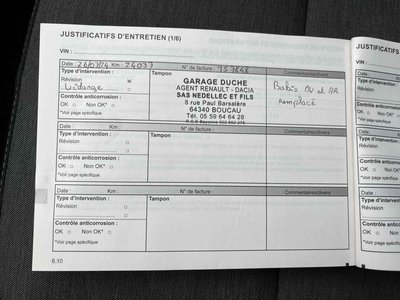 JUSTIFICATIFS D'ENTRETIEN (1/6)
VIN :
Date : 26/07/24 Km : 24037 N° de facture : Commentaires/divers
Type d'intervention : Tampon
Révision
Vidange
GARAGE DUCHE
AGENT RENAULT - DACIA
SAS NEDELLEC ET FILS
8 rue Paul Barsalère
64340 BOUCAU
Tél. 05 59 64 64 28
AV et AR
remplacé
Contrôle anticorrosion :
OK □ Non OK* □
*Voir page spécifique
Date : Km : N° de facture : Commentaires/divers
Type d'intervention : Tampon
Révision □
□
Contrôle anticorrosion :
OK □ Non OK* □
*Voir page spécifique
Date : Km : N° de facture : Commentaires/divers
Type d'intervention : Tampon
Révision □
□
Contrôle anticorrosion :
OK □ Non OK* □
*Voir page spécifique
6.10
JUSTIFICATIFS
VIN :